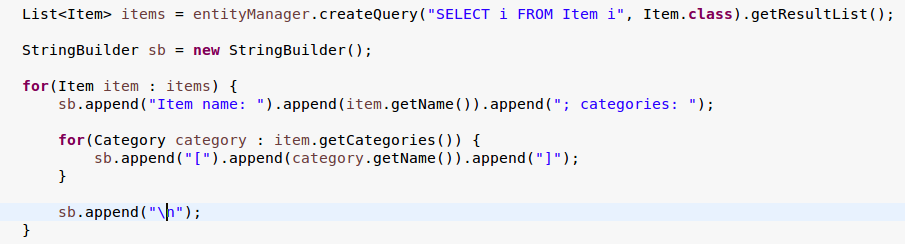 List<Item> items = entityManager.createQuery("SELECT i FROM Item i", Item.class).getResultList();
StringBuilder sb = new StringBuilder();
for(Item item : items) {
sb.append("Item name: ").append(item.getName()).append("; categories: ");
for(Category category : item.getCategories()) {
sb.append("[").append(category.getName()).append("]");
}
sb.append("\n");
}